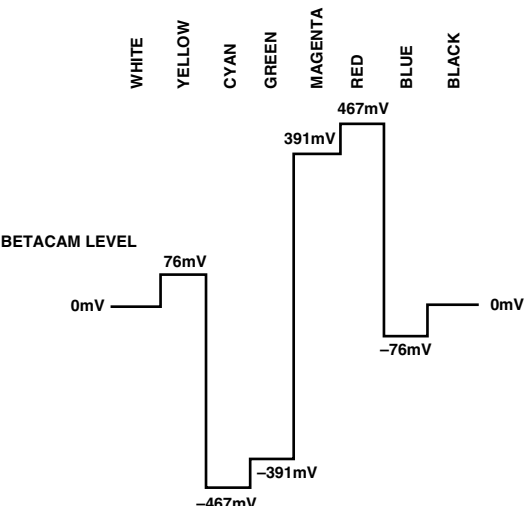 WHITE
YELLOW
CYAN
GREEN
MAGENTA
RED
BLUE
BLACK
467mV
391mV
BETACAM LEVEL
76mV
0mV
0mV
–76mV
–391mV
–467mV